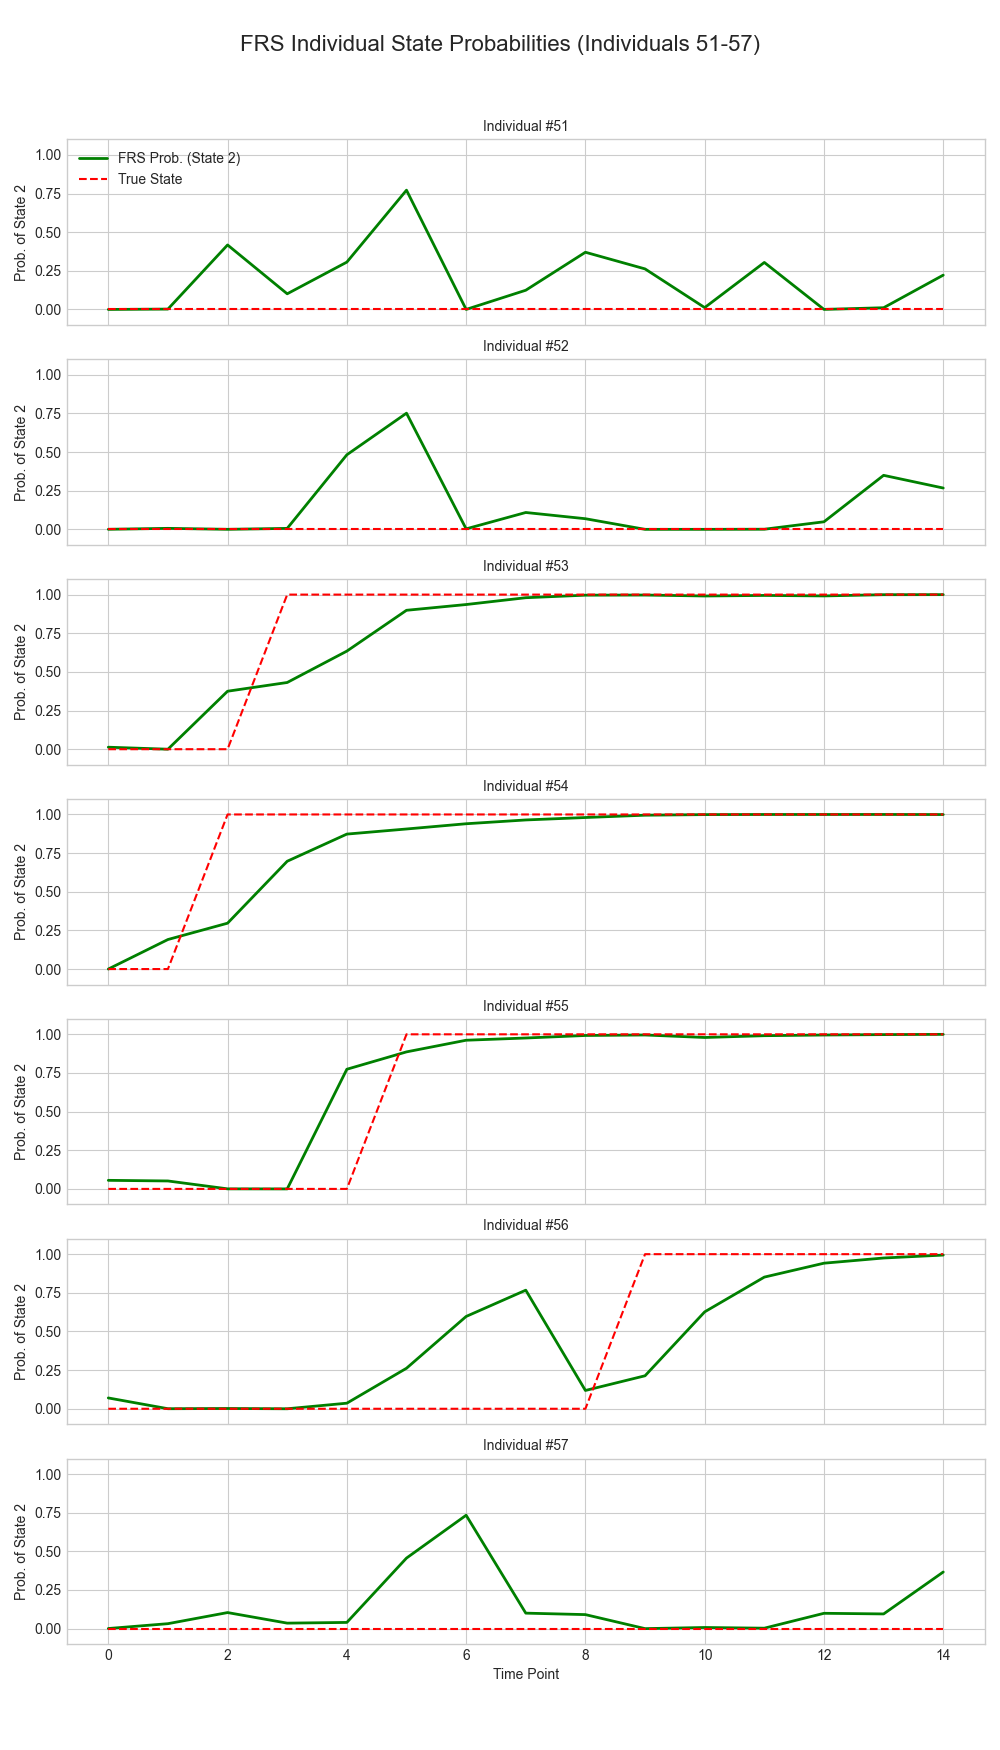 FRS Individual State Probabilities (Individuals 51-57)
Individual #51
FRS Prob. (State 2)
True State
Prob. of State 2
1.00
0.75
0.50
0.25
0.00
Individual #52
Prob. of State 2
1.00
0.75
0.50
0.25
0.00
Individual #53
Prob. of State 2
1.00
0.75
0.50
0.25
0.00
Individual #54
Prob. of State 2
1.00
0.75
0.50
0.25
0.00
Individual #55
Prob. of State 2
1.00
0.75
0.50
0.25
0.00
Individual #56
Prob. of State 2
1.00
0.75
0.50
0.25
0.00
Individual #57
Prob. of State 2
1.00
0.75
0.50
0.25
0.00
0 2 4 6 8 10 12 14
Time Point